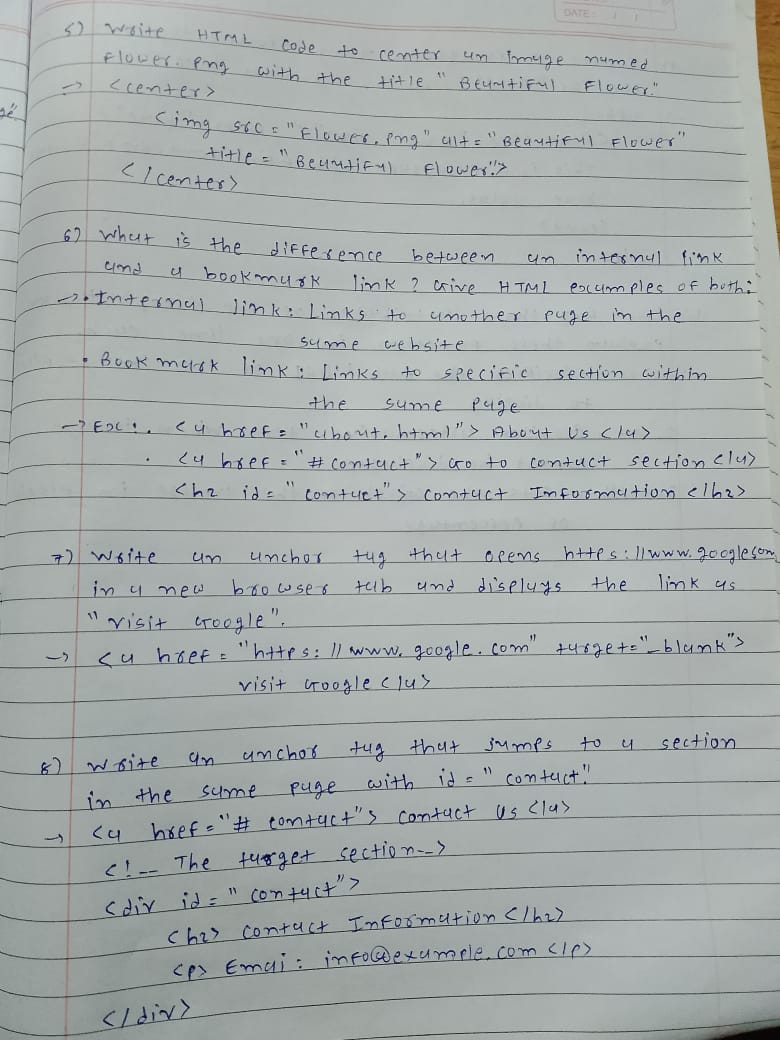 DATE: / /
5) Write HTML code to center an image named
Flower.png with the title "Beautiful Flower."
→ <center>
<img src="Flower.png" alt="Beautiful Flower"
title="Beautiful Flower">
</center>
6) What is the difference between an internal link
and a bookmark link? Give HTML examples of both:
→ • Internal link: Links to another page in the
same website
• Book mark link: Links to specific section within
the same page
→ Ex:. <a href="about.html"> About Us </a>
. <a href="#contact"> Go to contact section </a>
<h2 id="contact"> Contact Information </h2>
7) Write an anchor tag that opens https://www.google.com
in a new browser tab and displays the link as
"visit Google".
→ <a href="https://www.google.com" target="_blank">
visit Google </a>
8) Write an anchor tag that jumps to a section
in the same page with id="contact."
→ <a href="#contact"> contact us </a>
<!-- The target section-->
<div id="contact">
<h2> Contact Information </h2>
<p> Emai: info@example.com </p>
</div>